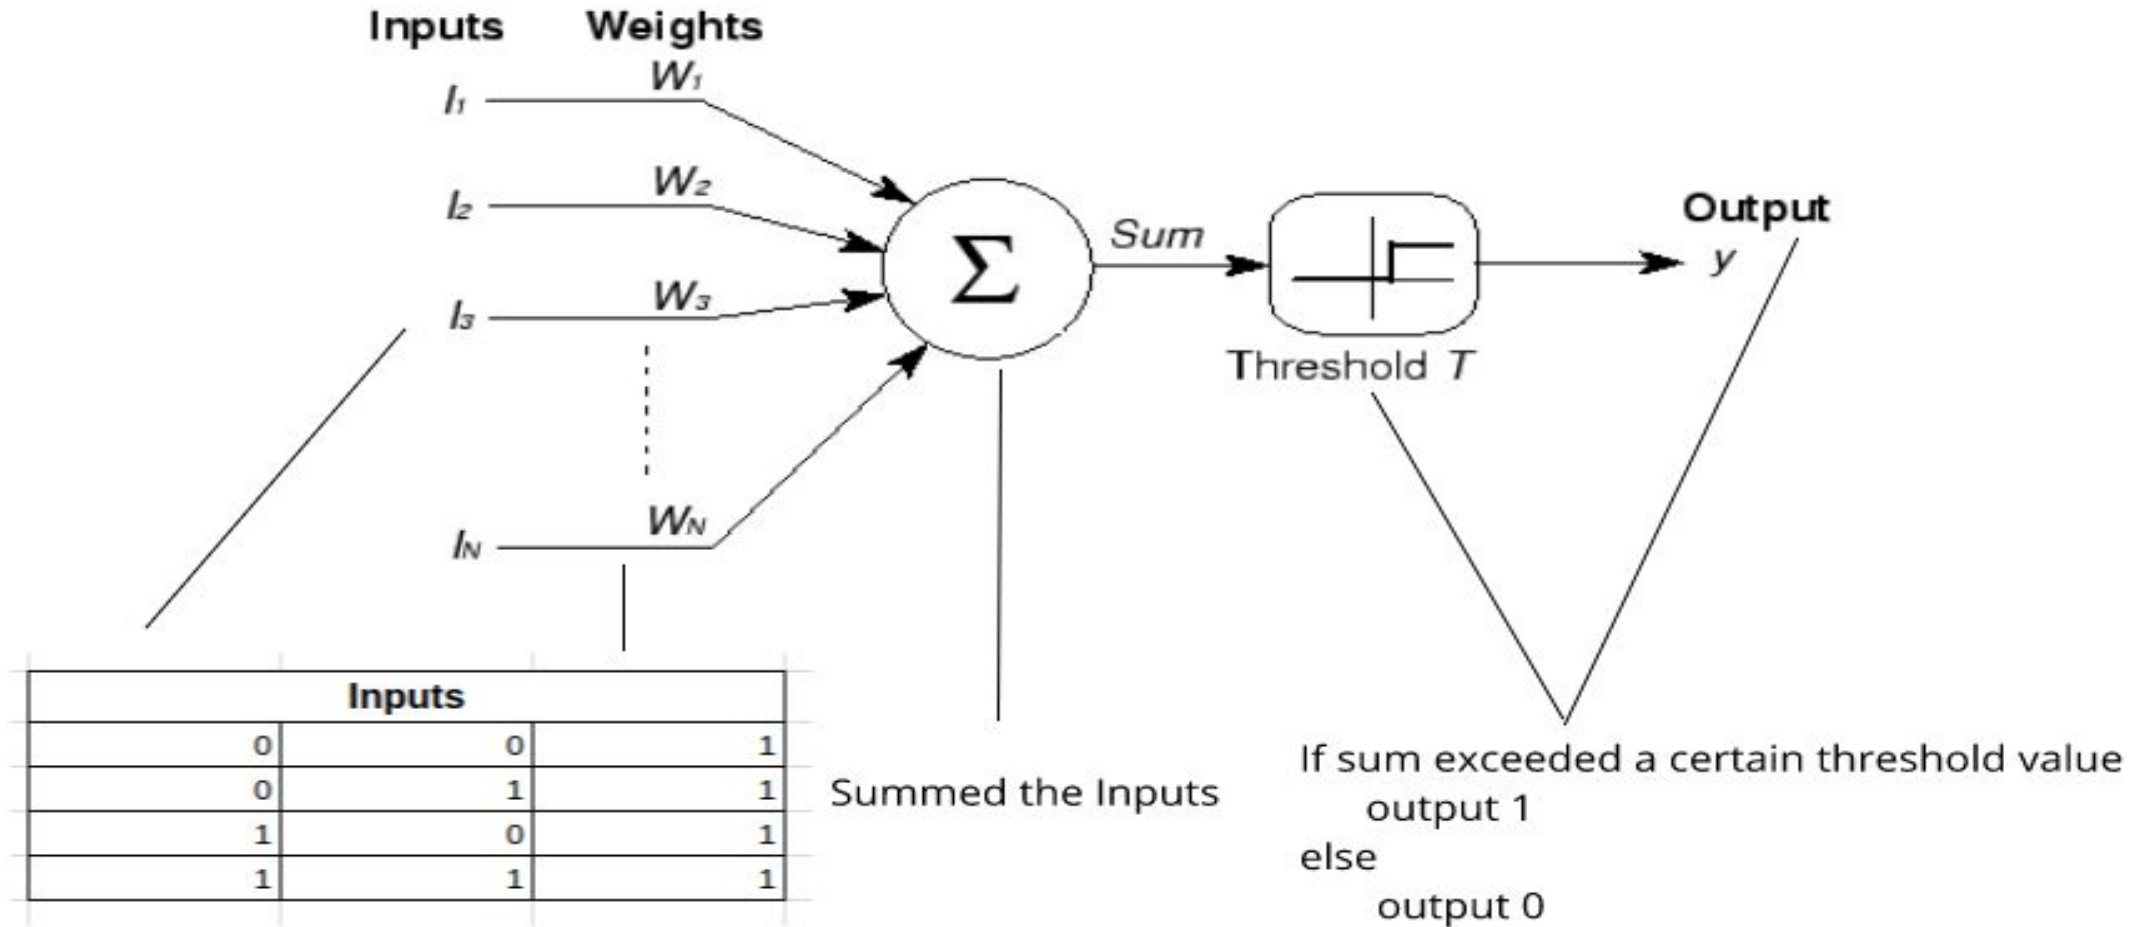 Inputs Weights
I₁ W₁
I₂ W₂
I₃ W₃
I_N W_N
Σ
Sum
Threshold T
Output
y
Inputs
0 0 1
0 1 1
1 0 1
1 1 1
Summed the Inputs
If sum exceeded a certain threshold value
output 1
else
output 0